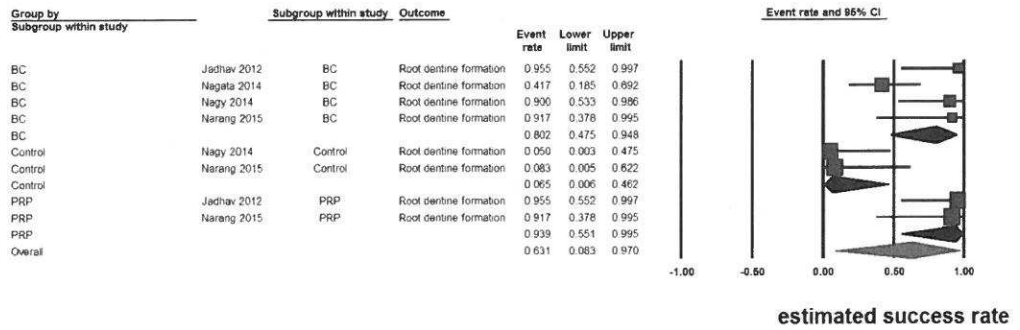 Group by Subgroup within study Outcome Event rate and 95% CI
Subgroup within study
Event Lower Upper
rate limit limit
BC Jadhav 2012 BC Root dentine formation 0.955 0.552 0.997
BC Nagata 2014 BC Root dentine formation 0.417 0.185 0.692
BC Nagy 2014 BC Root dentine formation 0.900 0.533 0.986
BC Narang 2015 BC Root dentine formation 0.917 0.378 0.995
BC 0.802 0.475 0.948
Control Nagy 2014 Control Root dentine formation 0.050 0.003 0.475
Control Narang 2015 Control Root dentine formation 0.083 0.005 0.622
Control 0.065 0.006 0.462
PRP Jadhav 2012 PRP Root dentine formation 0.955 0.552 0.997
PRP Narang 2015 PRP Root dentine formation 0.917 0.378 0.995
PRP 0.939 0.551 0.995
Overall 0.631 0.083 0.970
-1.00 -0.50 0.00 0.50 1.00
estimated success rate